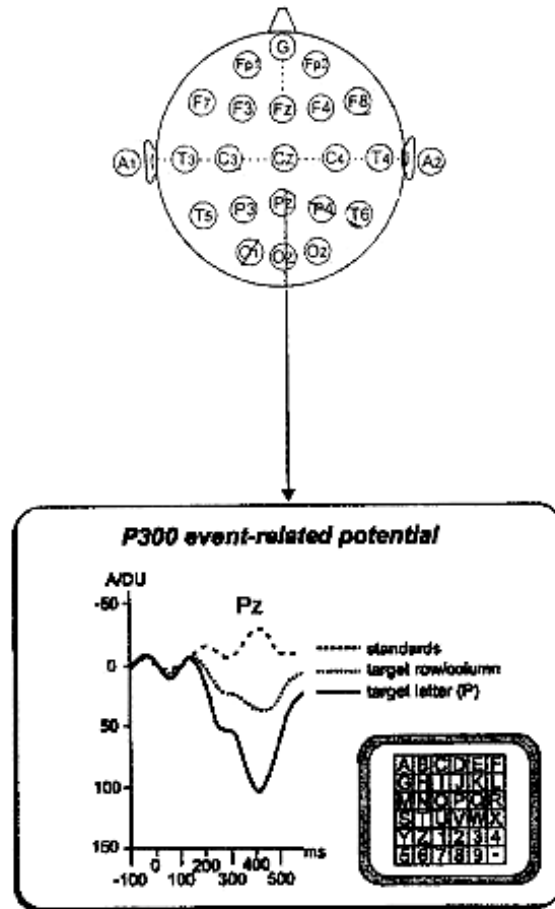 G
Fp1 Fp2
F7 F3 Fz F4 F8
A1 T3 C3 Cz C4 T4 A2
T5 P3 Pz P4 T6
O1 Oz Oz
P300 event-related potential
A/DU
Pz
-50
0
50
100
150
standards
target row/column
target letter (P)
ms
0 200 400
-100 100 300 500
A B C D E F
G H I J K L
M N O P Q R
S T U V W X
Y Z 1 2 3 4
5 6 7 8 9 -